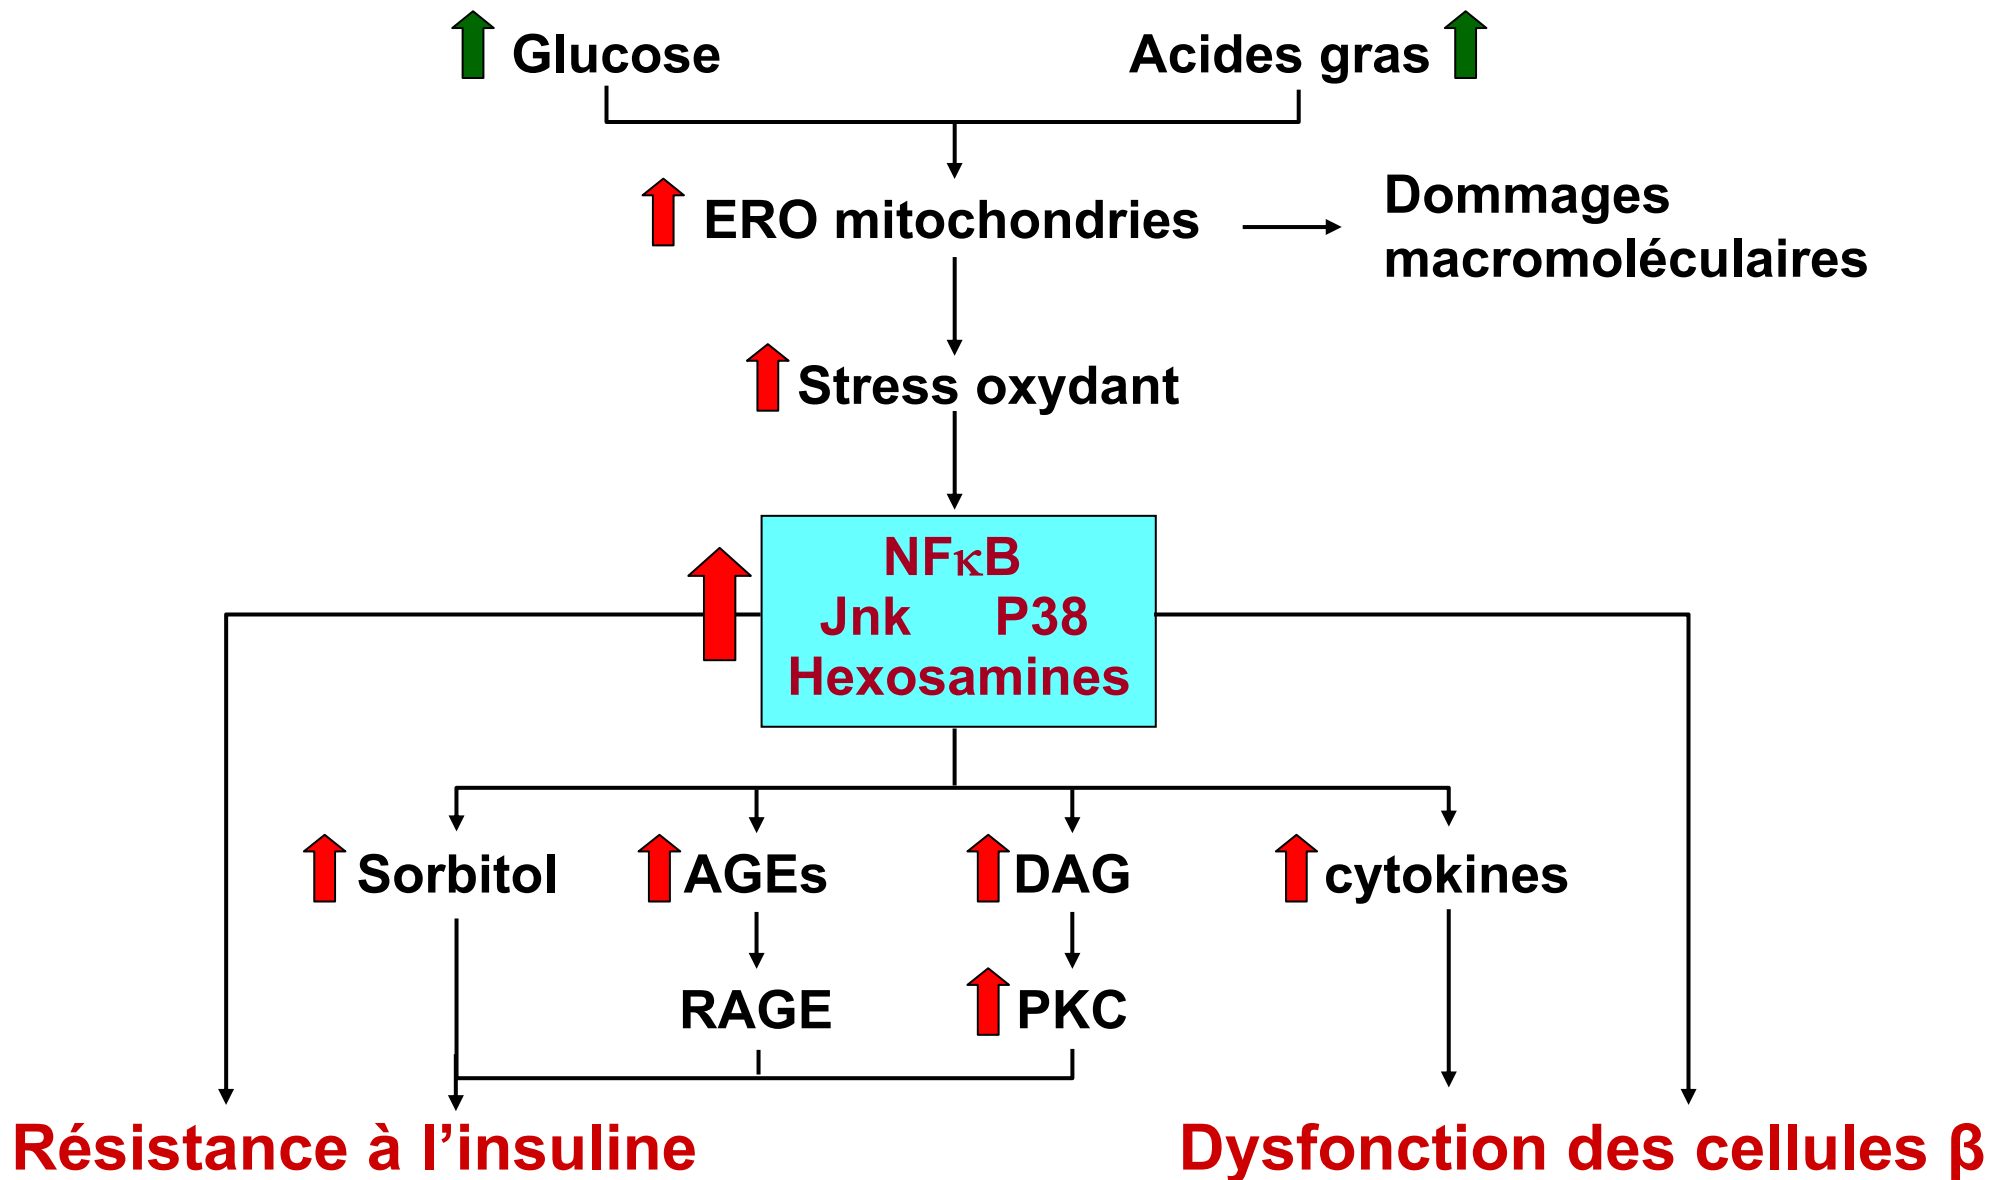 Glucose
Acides gras
ERO mitochondries
Dommages
macromoléculaires
Stress oxydant
NFκB
Jnk P38
Hexosamines
Sorbitol
AGEs
DAG
cytokines
RAGE
PKC
Résistance à l’insuline
Dysfonction des cellules β